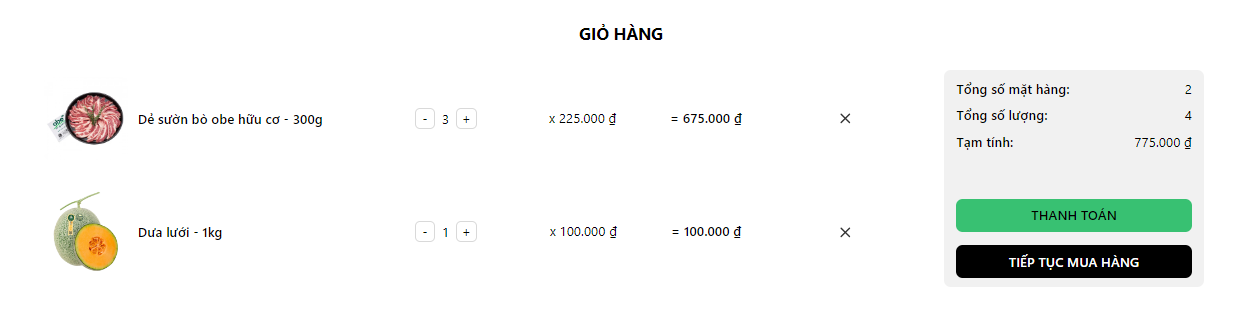 GIỎ HÀNG
Dẻ sườn bò obe hữu cơ - 300g - 3 + x 225.000 ₫ = 675.000 ₫ ×
Dưa lưới - 1kg - 1 + x 100.000 ₫ = 100.000 ₫ ×
Tổng số mặt hàng: 2
Tổng số lượng: 4
Tạm tính: 775.000 ₫
THANH TOÁN
TIẾP TỤC MUA HÀNG